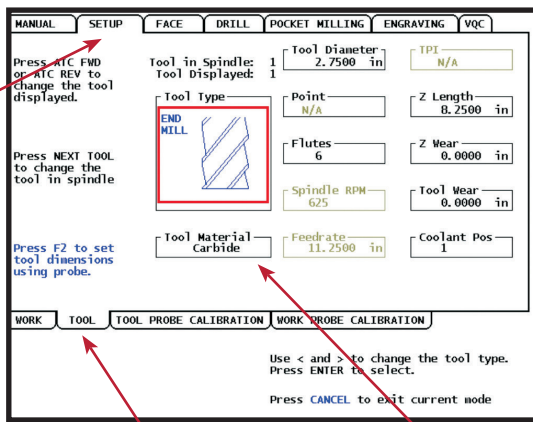 MANUAL SETUP FACE DRILL POCKET MILLING ENGRAVING VQC
Press ATC FWD
or ATC REV to
change the tool
displayed.
Press NEXT TOOL
to change the
tool in spindle
Press F2 to set
tool dimensions
using probe.
Tool in Spindle: 1
Tool Displayed: 1
Tool Type
END
MILL
Tool Material
Carbide
Tool Diameter
2.7500 in
Point
N/A
Flutes
6
Spindle RPM
625
Feedrate
11.2500 in
TPI
N/A
Z Length
8.2500 in
Z Wear
0.0000 in
Tool Wear
0.0000 in
Coolant Pos
1
WORK TOOL TOOL PROBE CALIBRATION WORK PROBE CALIBRATION
Use < and > to change the tool type.
Press ENTER to select.
Press CANCEL to exit current mode